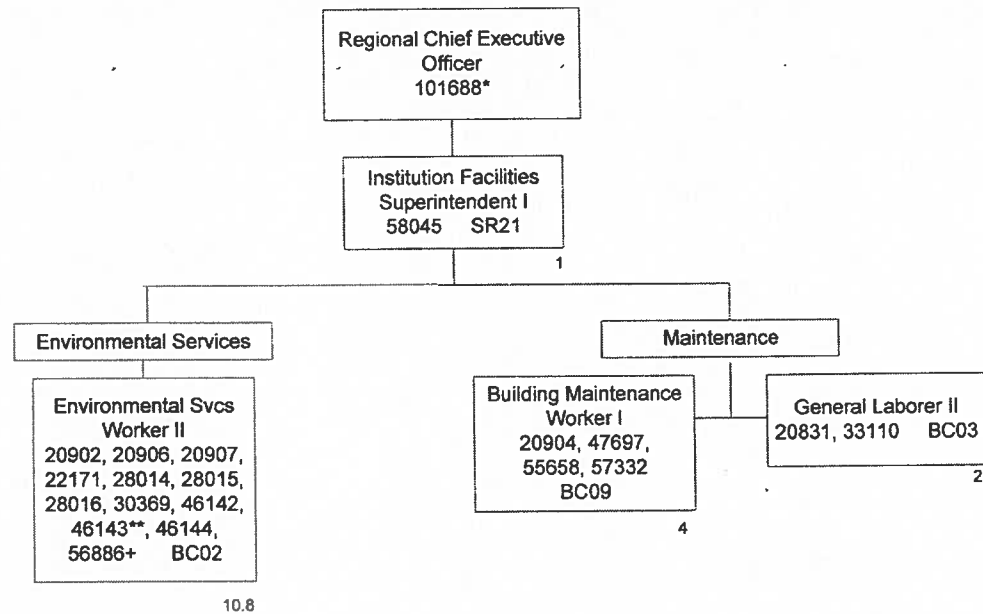 Regional Chief Executive
Officer
101688*
Institution Facilities
Superintendent I
58045 SR21
1
Environmental Services
Maintenance
Environmental Svcs
Worker II
20902, 20906, 20907,
22171, 28014, 28015,
28016, 30369, 46142,
46143**, 46144,
56886+ BC02
10.8
Building Maintenance
Worker I
20904, 47697,
55658, 57332
BC09
4
General Laborer II
20831, 33110 BC03
2